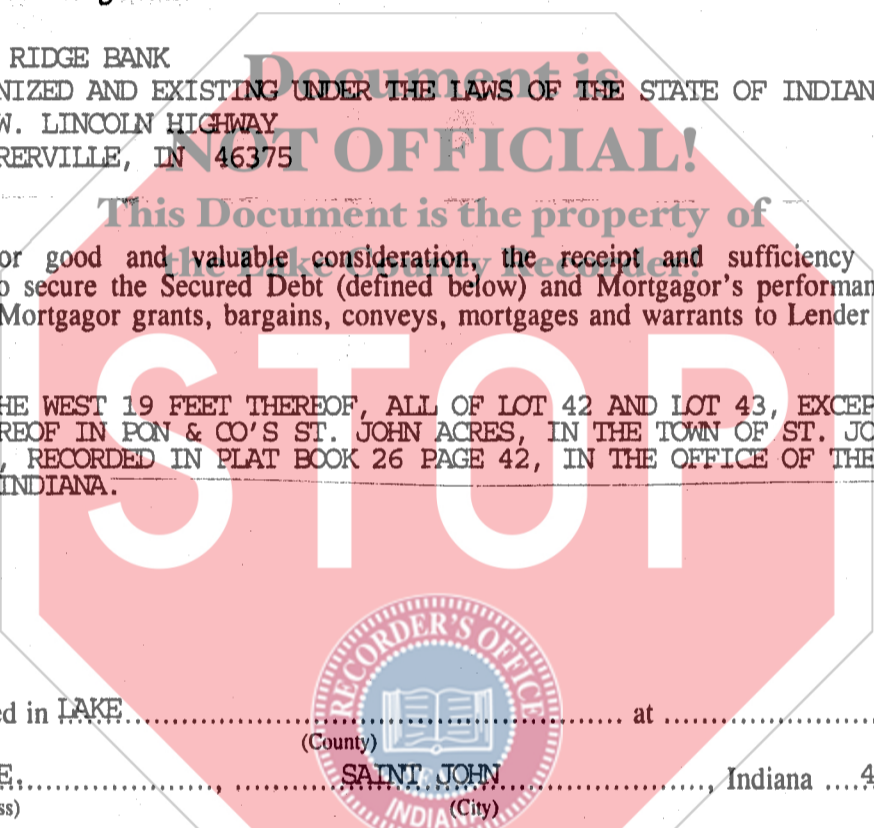 RIDGE BANK
NIZED AND EXISTING UNDER THE LAWS OF THE STATE OF INDIAN
W. LINCOLN HIGHWAY
RERVILLE, IN 46375
Document is
NOT OFFICIAL!
This Document is the property of
the Lake County Recorder!
or good and valuable consideration, the receipt and sufficiency
o secure the Secured Debt (defined below) and Mortgagor's performan
Mortgagor grants, bargains, conveys, mortgages and warrants to Lender
HE WEST 19 FEET THEREOF, ALL OF LOT 42 AND LOT 43, EXCEP
REOF IN PON & CO'S ST. JOHN ACRES, IN THE TOWN OF ST. JO
, RECORDED IN PLAT BOOK 26 PAGE 42, IN THE OFFICE OF THE
INDIANA.
STOP
RECORDER'S OFFICE
ed in LAKE at
(County)
E. , SAINT JOHN , Indiana 4
ss) (City)
INDIANA